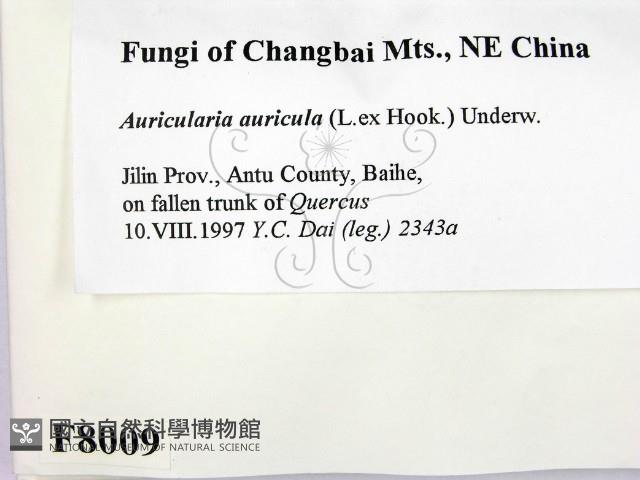 Fungi of Changbai Mts., NE China
Auricularia auricula (L.ex Hook.) Underw.
Jilin Prov., Antu County, Baihe,
on fallen trunk of Quercus
10.VIII.1997 Y.C. Dai (leg.) 2343a
國立自然科學博物館
F8009
NATIONAL MUSEUM OF NATURAL SCIENCE